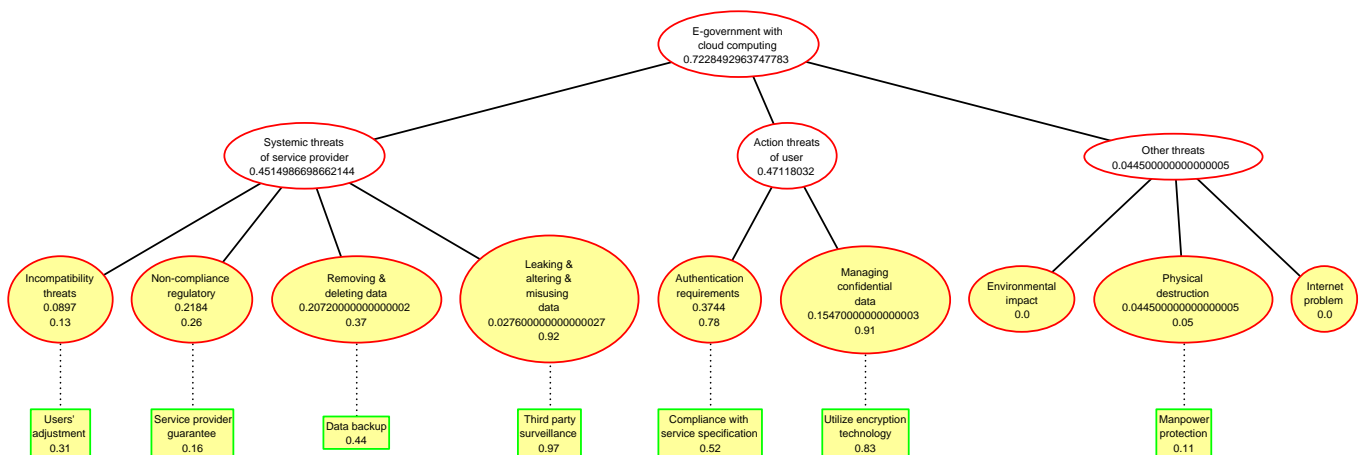 E-government with
cloud computing
0.7228492963747783
Systemic threats
of service provider
0.4514986698662144
Action threats
of user
0.47118032
Other threats
0.044500000000000005
Incompatibility
threats
0.0897
0.13
Non-compliance
regulatory
0.2184
0.26
Removing &
deleting data
0.20720000000000002
0.37
Leaking &
altering &
misusing
data
0.027600000000000027
0.92
Authentication
requirements
0.3744
0.78
Managing
confidential
data
0.15470000000000003
0.91
Environmental
impact
0.0
Physical
destruction
0.044500000000000005
0.05
Internet
problem
0.0
Users'
adjustment
0.31
Service provider
guarantee
0.16
Data backup
0.44
Third party
surveillance
0.97
Compliance with
service specification
0.52
Utilize encryption
technology
0.83
Manpower
protection
0.11